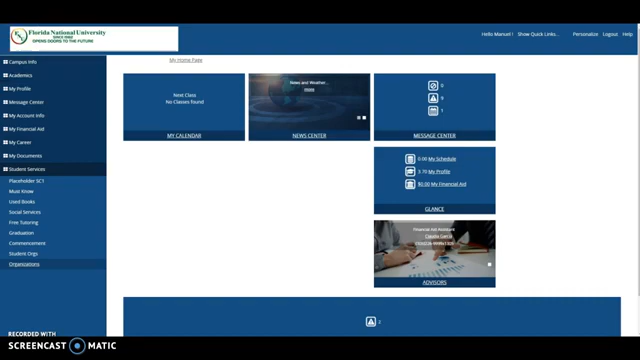 Florida National University
SINCE 1982
OPENS DOORS TO THE FUTURE
Hello Manuel !
Show Quick Links...
Personalize
Logout
Help
My Home Page
Campus Info
Academics
My Profile
Message Center
My Account Info
My Financial Aid
My Career
My Documents
Student Services
Placeholder SC1
Must Know
Used Books
Social Services
Free Tutoring
Graduation
Commencement
Student Orgs
Organizations
Next Class
No Classes found
MY CALENDAR
News and Weather...
more
NEWS CENTER
0
0
1
MESSAGE CENTER
0.00 My Schedule
3.70 My Profile
$0.00 My Financial Aid
GLANCE
Financial Aid Assistant
Claudia Garcia
ADVISORS
RECORDED WITH
SCREENCAST MATIC